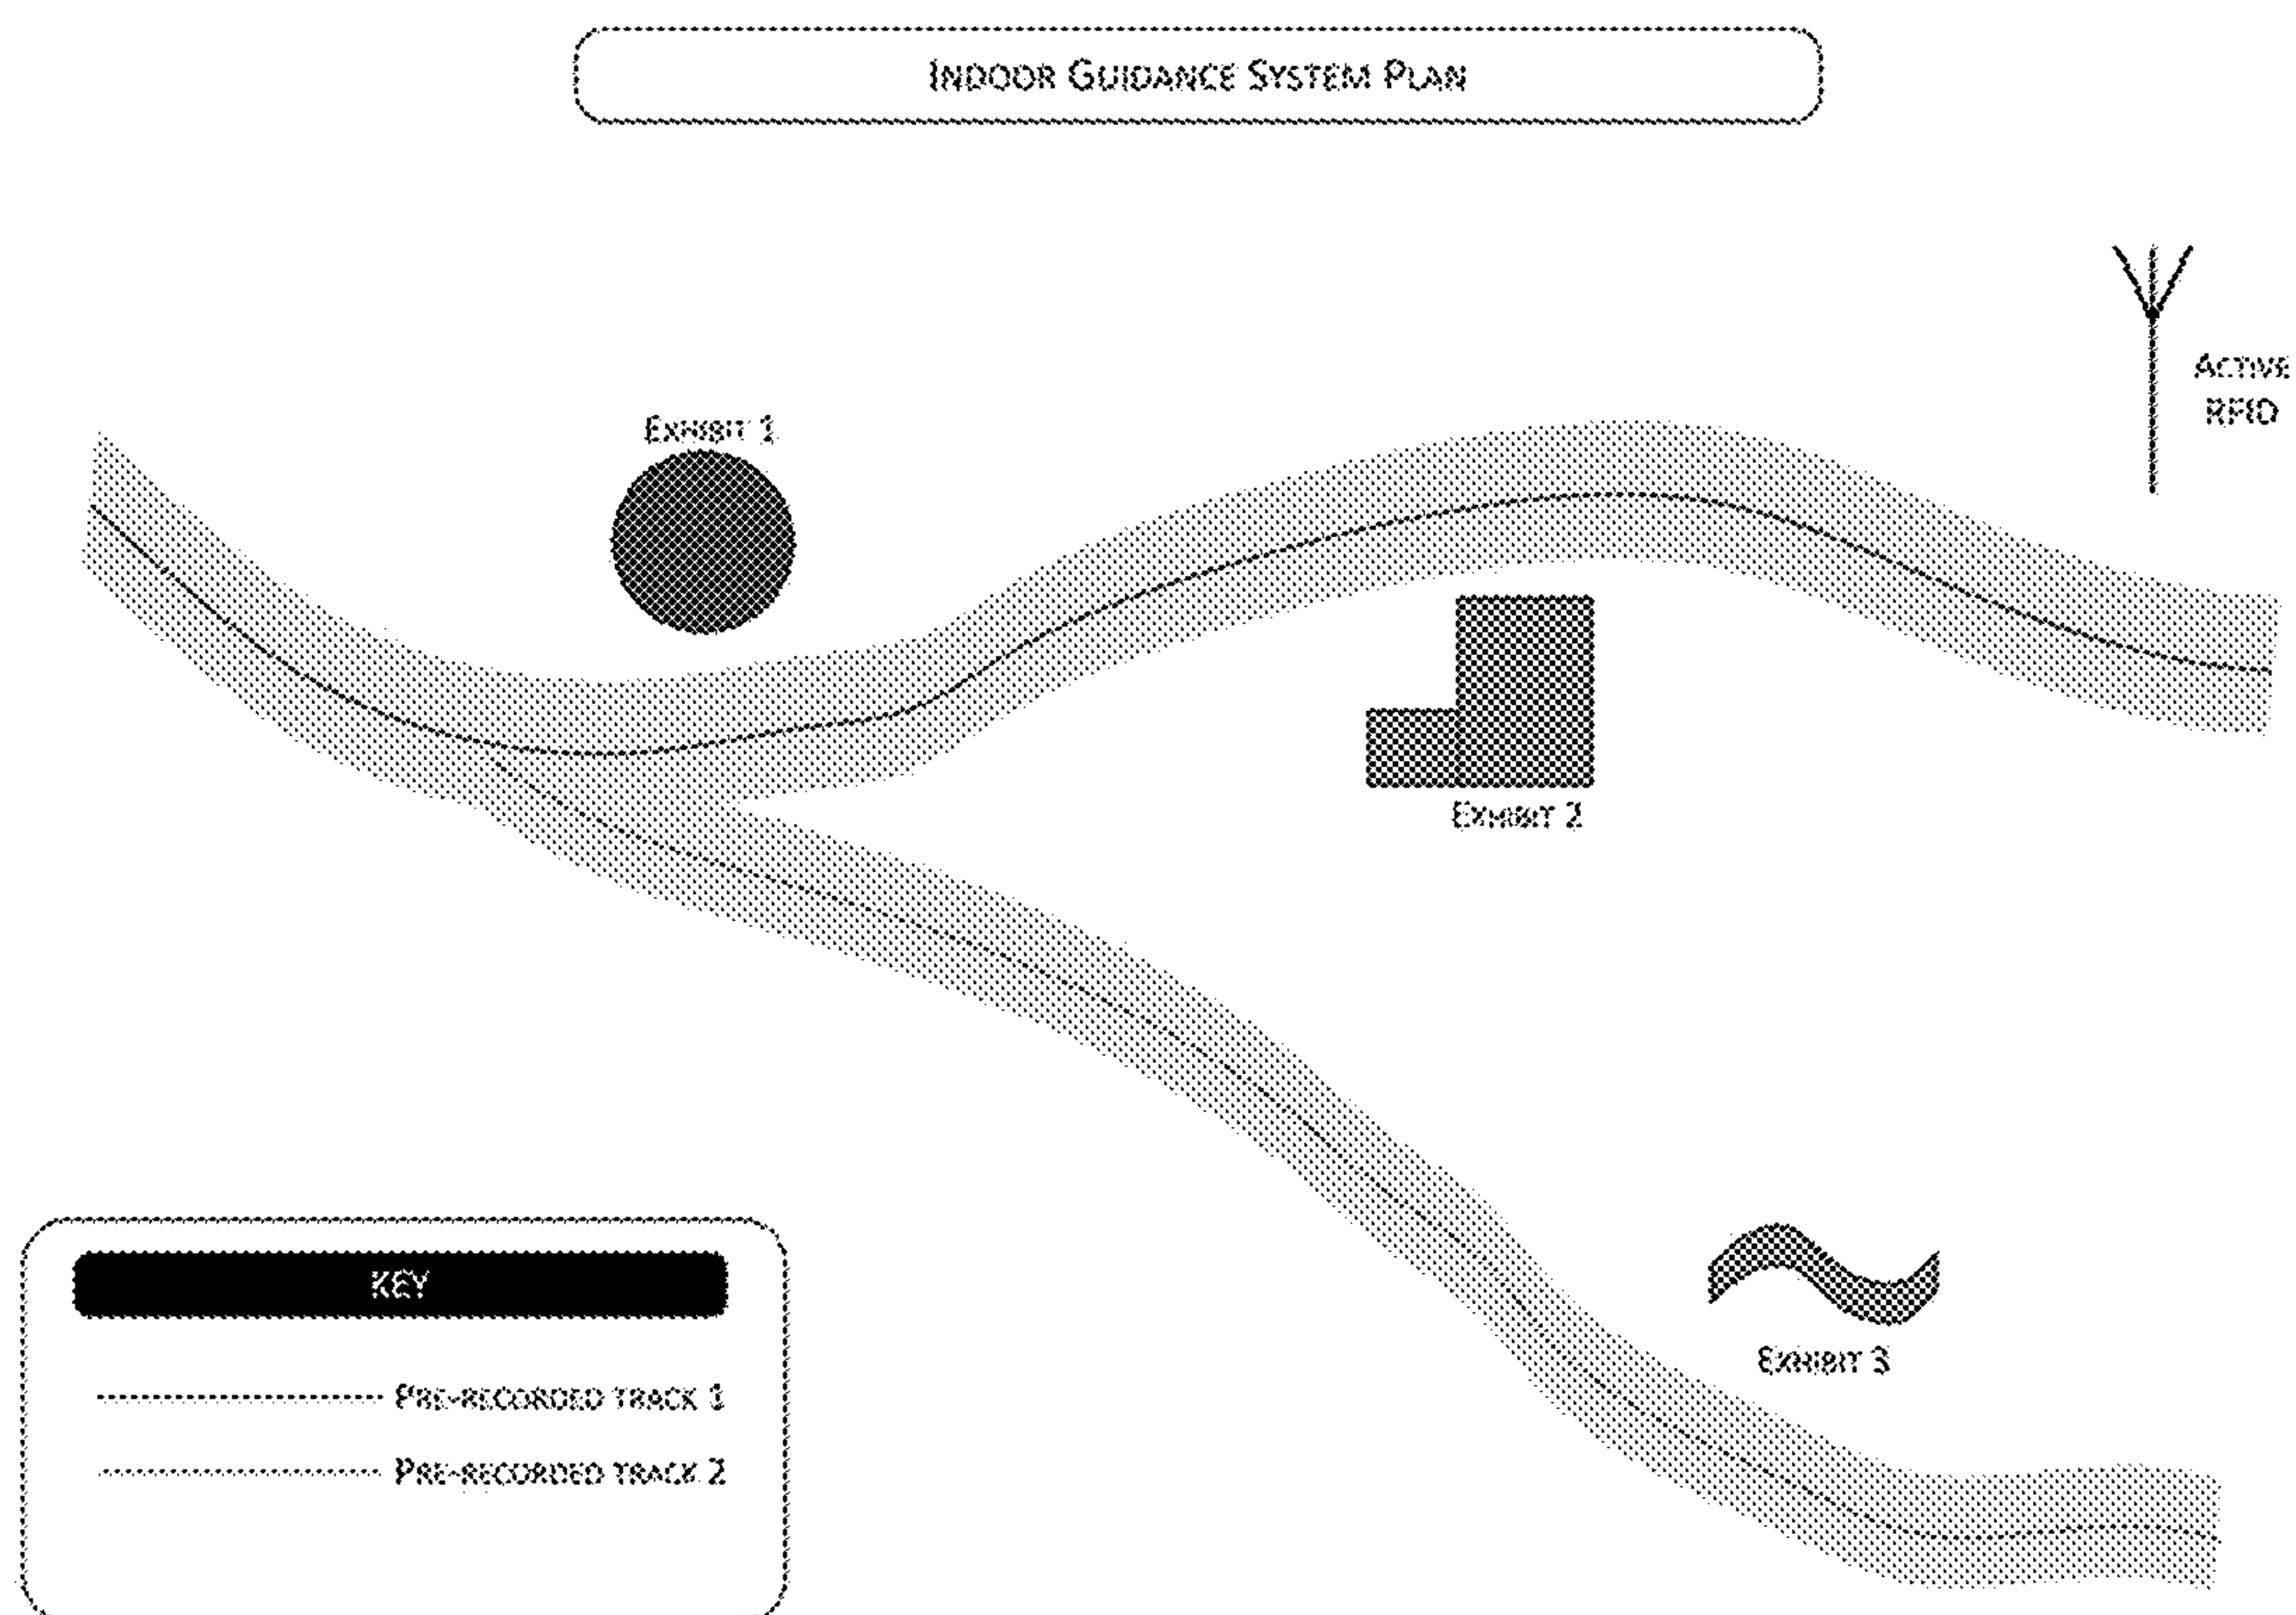 INDOOR GUIDANCE SYSTEM PLAN
ACTIVE
RFID
EXHIBIT 1
EXHIBIT 2
EXHIBIT 3
KEY
PRE-RECORDED TRACK 1
PRE-RECORDED TRACK 2